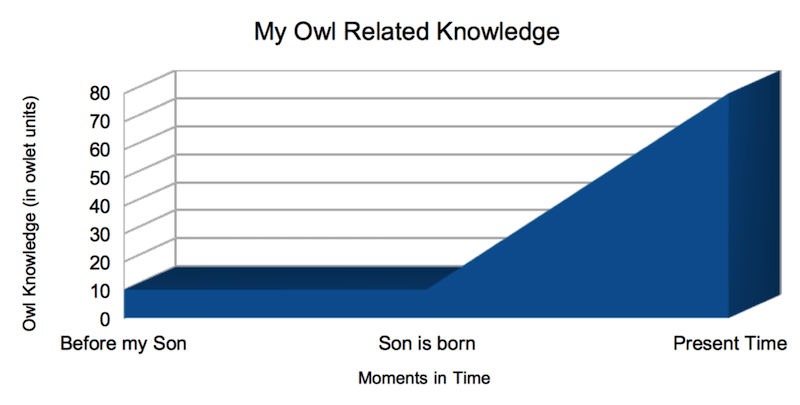 My Owl Related Knowledge
Owl Knowledge (in owlet units)
80
70
60
50
40
30
20
10
0
Before my Son
Son is born
Present Time
Moments in Time